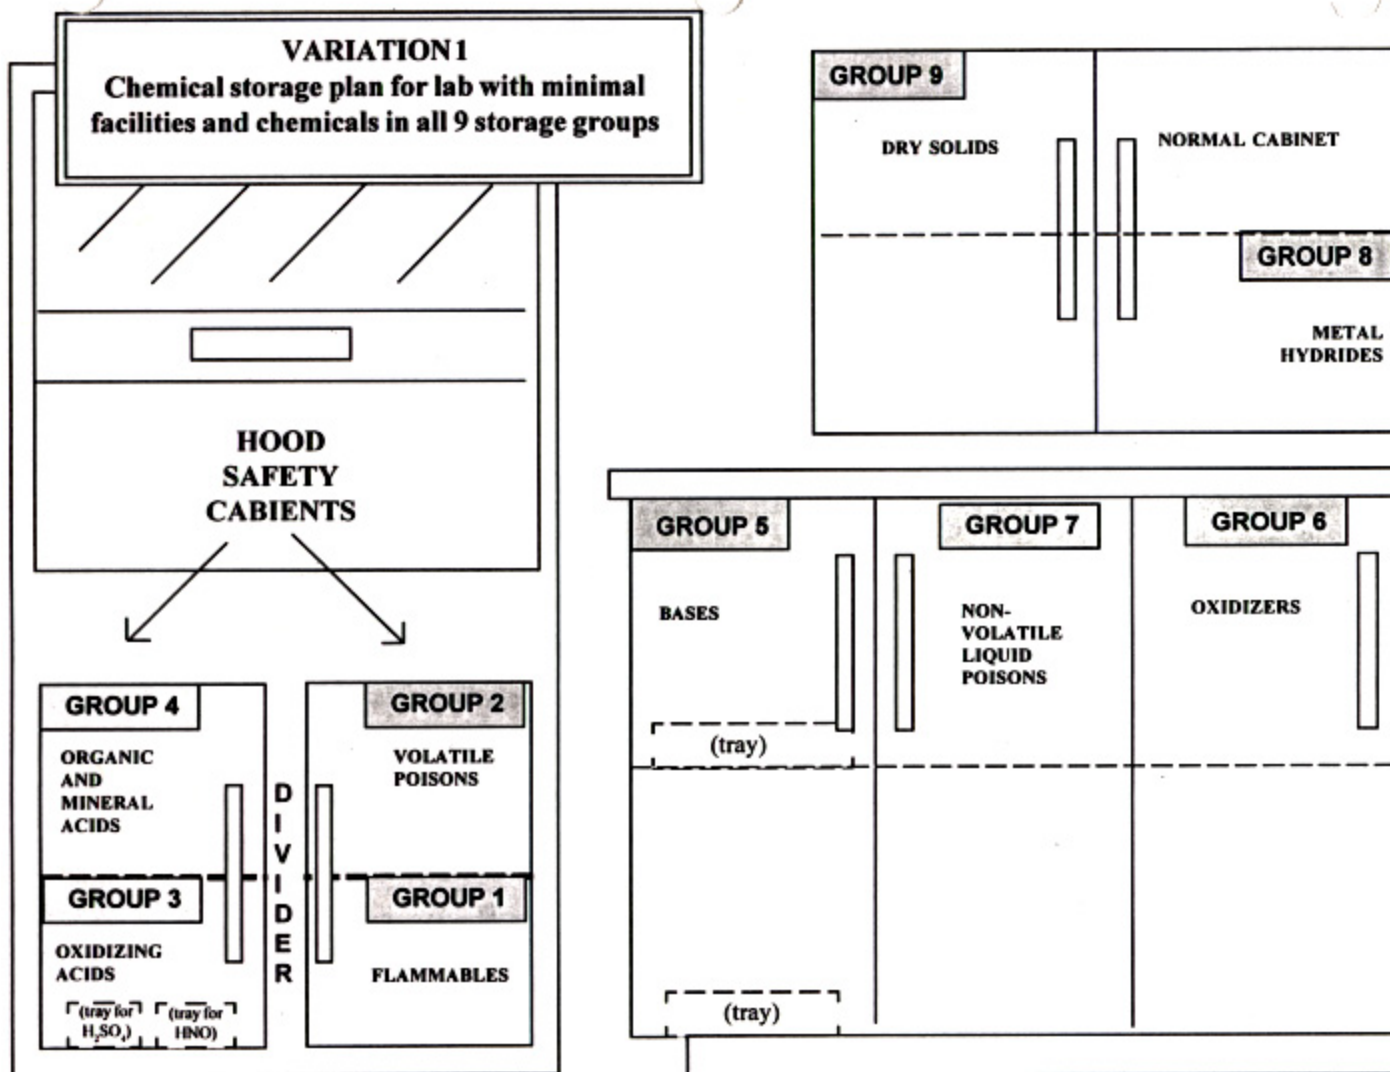 VARIATION 1
Chemical storage plan for lab with minimal
facilities and chemicals in all 9 storage groups
HOOD
SAFETY
CABIENTS
GROUP 4
ORGANIC
AND
MINERAL
ACIDS
GROUP 3
OXIDIZING
ACIDS
(tray for
H₂SO₄)
(tray for
HNO)
DIVIDER
GROUP 2
VOLATILE
POISONS
GROUP 1
FLAMMABLES
GROUP 9
DRY SOLIDS
NORMAL CABINET
GROUP 8
METAL
HYDRIDES
GROUP 5
BASES
(tray)
(tray)
GROUP 7
NON-
VOLATILE
LIQUID
POISONS
GROUP 6
OXIDIZERS